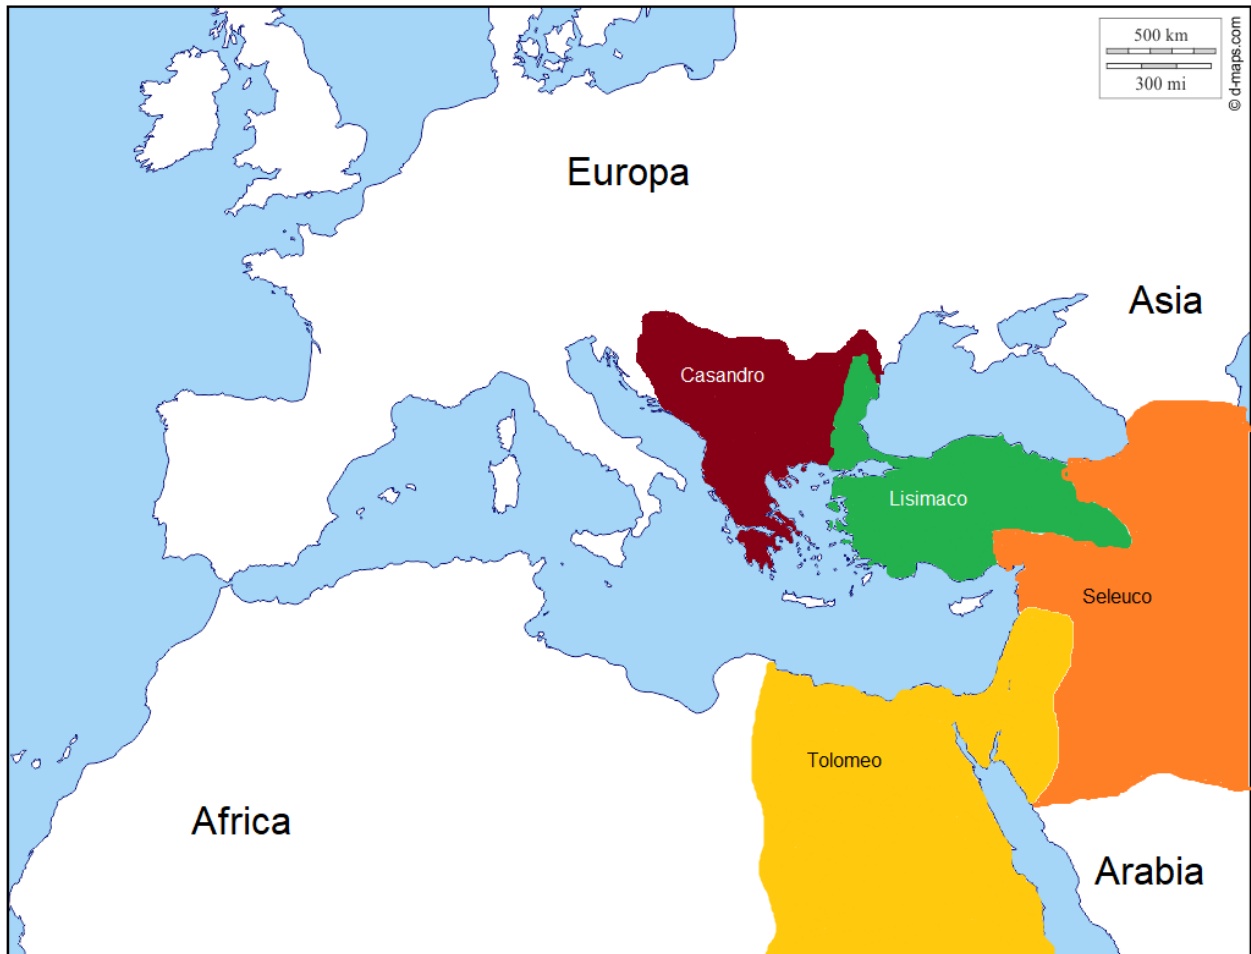 500 km
300 mi
© d-maps.com
Europa
Asia
Casandro
Lisimaco
Seleuco
Tolomeo
Africa
Arabia